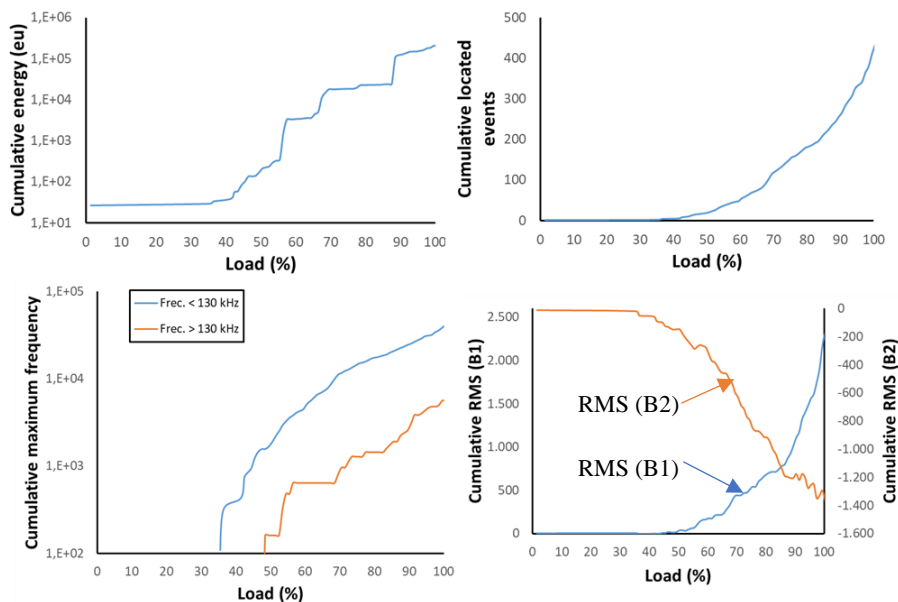 Cumulative energy (eu)
1,E+06
1,E+05
1,E+04
1,E+03
1,E+02
1,E+01
0 10 20 30 40 50 60 70 80 90 100
Load (%)
Cumulative located
events
500
400
300
200
100
0
0 10 20 30 40 50 60 70 80 90 100
Load (%)
Cumulative maximum frequency
1,E+05
1,E+04
1,E+03
1,E+02
Frec. < 130 kHz
Frec. > 130 kHz
0 10 20 30 40 50 60 70 80 90 100
Load (%)
Cumulative RMS (B1)
2.500
2.000
1.500
1.000
500
0
RMS (B2)
RMS (B1)
0
-200
-400
-600
-800
-1.000
-1.200
-1.400
-1.600
Cumulative RMS (B2)
0 10 20 30 40 50 60 70 80 90 100
Load (%)